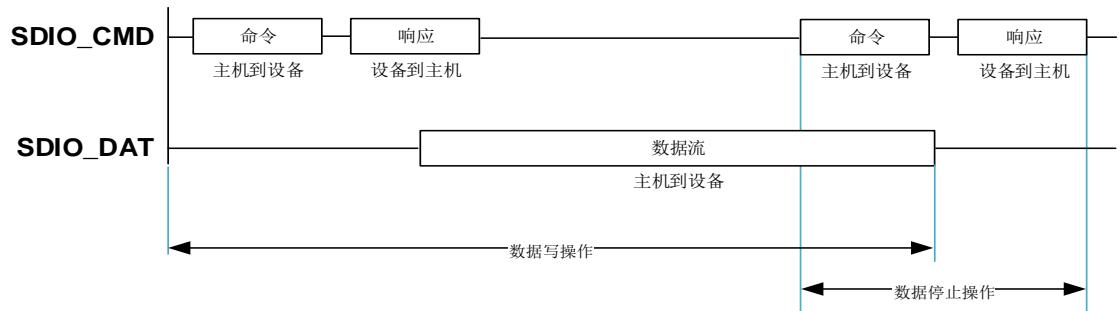 SDIO_CMD 命令 响应 命令 响应
主机到设备 设备到主机 主机到设备 设备到主机
SDIO_DAT 数据流
主机到设备
数据写操作
数据停止操作